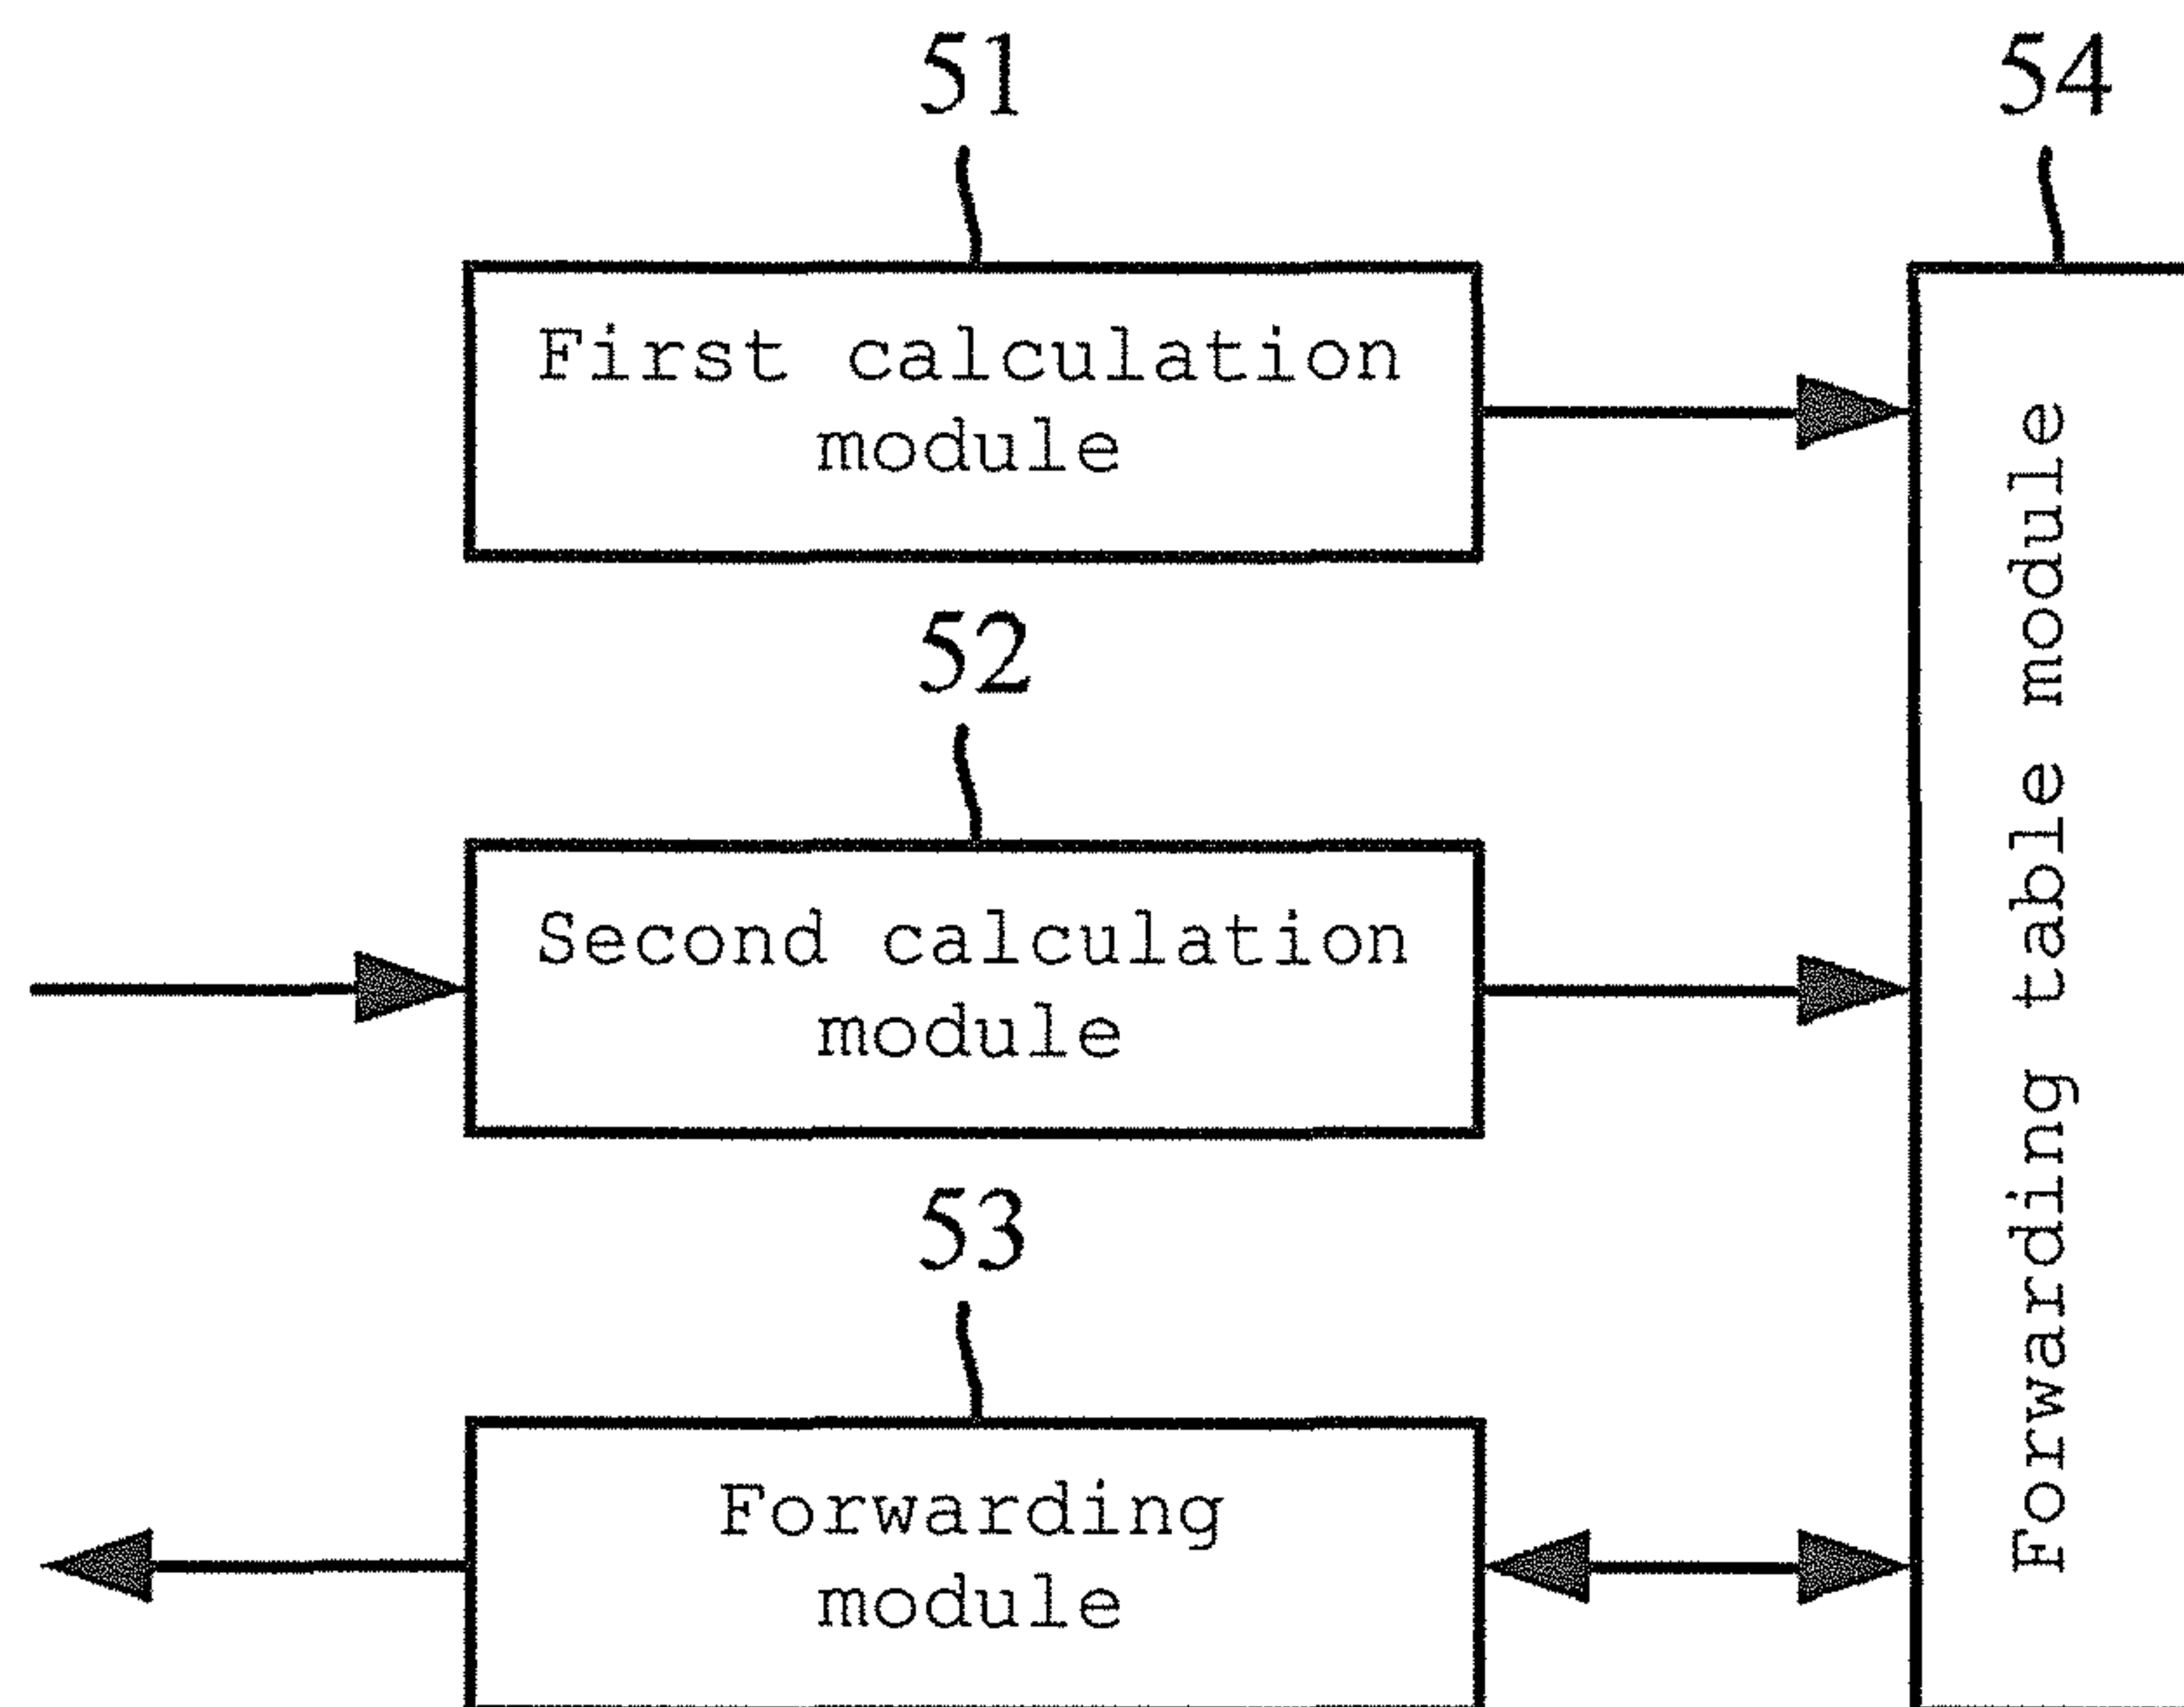 51
54
First calculation
module
52
Second calculation
module
53
Forwarding
module
Forwarding table module